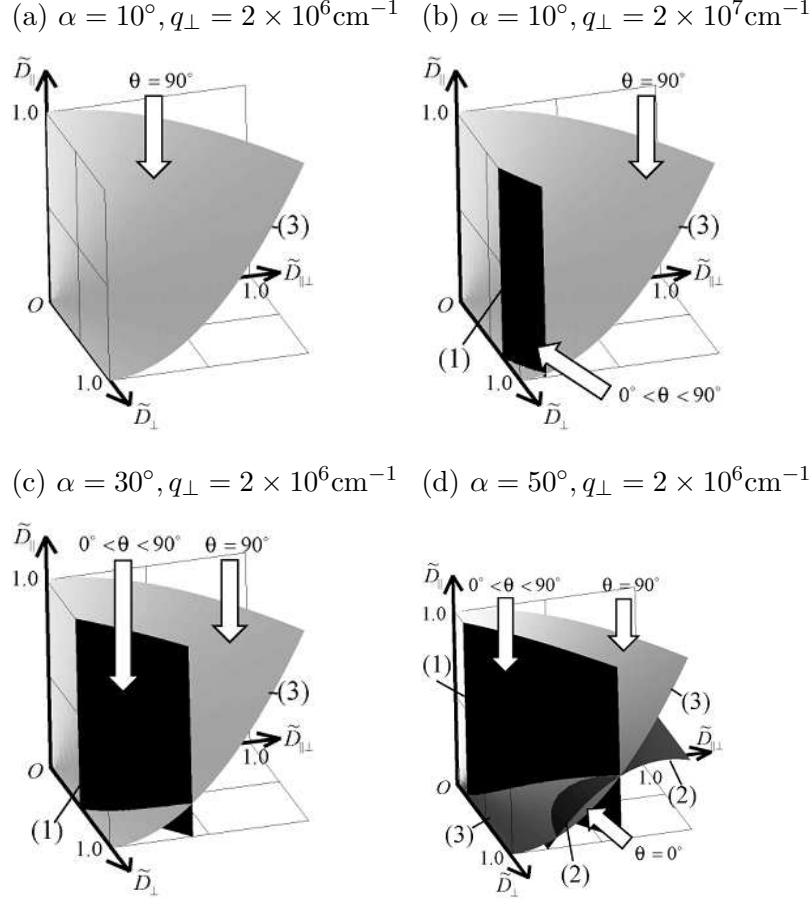 (a) α = 10°, q⊥ = 2 × 10⁶cm⁻¹
D̃∥
θ = 90°
1.0
(3)
D̃∥⊥
1.0
O
1.0
D̃⊥
(b) α = 10°, q⊥ = 2 × 10⁷cm⁻¹
D̃∥
θ = 90°
1.0
(3)
D̃∥⊥
1.0
O
(1)
1.0
0° < θ < 90°
D̃⊥
(c) α = 30°, q⊥ = 2 × 10⁶cm⁻¹
D̃∥
0° < θ < 90°
θ = 90°
1.0
(3)
D̃∥⊥
1.0
O
(1)
1.0
D̃⊥
(d) α = 50°, q⊥ = 2 × 10⁶cm⁻¹
D̃∥
0° < θ < 90°
θ = 90°
1.0
(1)
(3)
D̃∥⊥
1.0
O
(2)
(3)
1.0
θ = 0°
(2)
D̃⊥